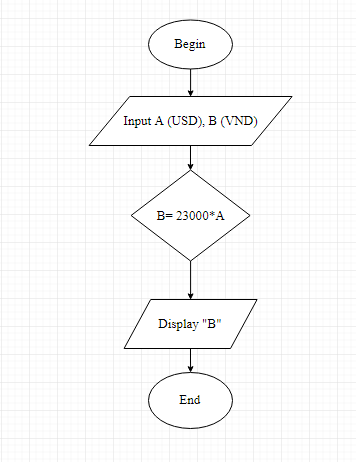 Begin
Input A (USD), B (VND)
B= 23000*A
Display "B"
End